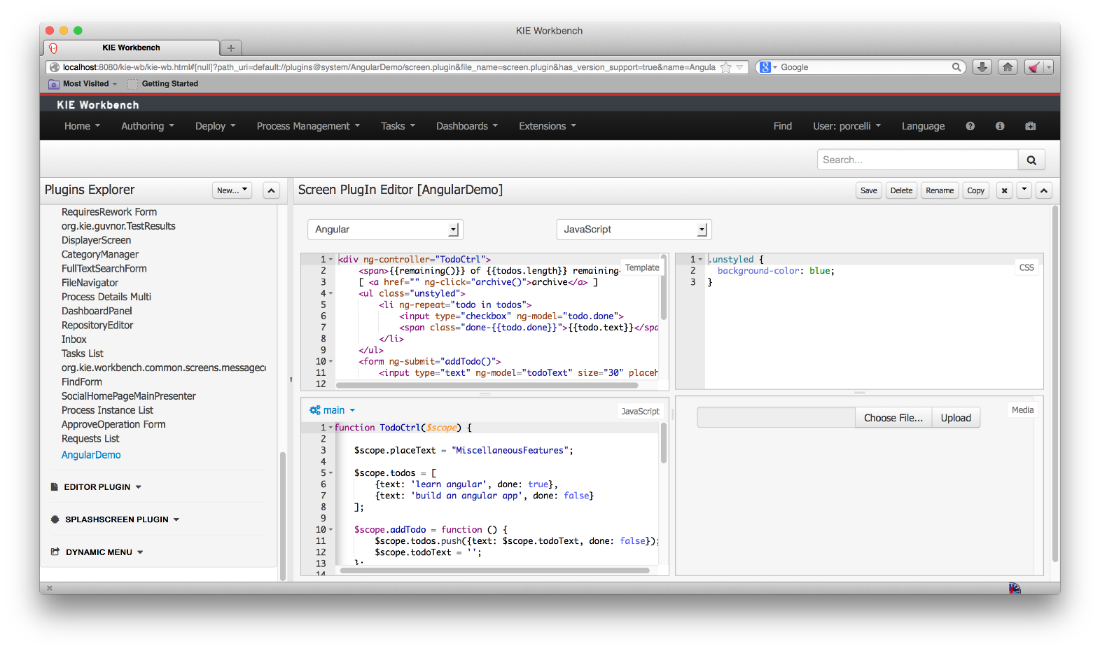 KIE Workbench
KIE Workbench
localhost:8080/kie-wb/kie-wb.html#[null]?path_uri=default://plugins@system/AngularDemo/screen.plugin&file_name=screen.plugin&has_version_support=true&name=Angula
Google
Most Visited
Getting Started
KIE Workbench
Home Authoring Deploy Process Management Tasks Dashboards Extensions Find User: porcelli Language
Search...
Plugins Explorer
New...
RequiresRework Form
org.kie.guvnor.TestResults
DisplayerScreen
CategoryManager
FullTextSearchForm
FileNavigator
Process Details Multi
DashboardPanel
RepositoryEditor
Inbox
Tasks List
org.kie.workbench.common.screens.message
FindForm
SocialHomePageMainPresenter
Process Instance List
ApproveOperation Form
Requests List
AngularDemo
EDITOR PLUGIN
SPLASHSCREEN PLUGIN
DYNAMIC MENU
Screen PlugIn Editor [AngularDemo]
Save Delete Rename Copy
Angular
JavaScript
Template
1 <div ng-controller="TodoCtrl">
2 <span>{{remaining()}} of {{todos.length}} remaining
3 [ <a href="" ng-click="archive()">archive</a> ]
4 <ul class="unstyled">
5 <li ng-repeat="todo in todos">
6 <input type="checkbox" ng-model="todo.done">
7 <span class="done-{{todo.done}}">{{todo.text}}</spa
8 </li>
9 </ul>
10 <form ng-submit="addTodo()">
11 <input type="text" ng-model="todoText" size="30" placeh
12
CSS
1 .unstyled {
2 background-color: blue;
3 }
main
JavaScript
1 function TodoCtrl($scope) {
2
3 $scope.placeText = "MiscellaneousFeatures";
4
5 $scope.todos = [
6 {text: 'learn angular', done: true},
7 {text: 'build an angular app', done: false}
8 ];
9
10 $scope.addTodo = function () {
11 $scope.todos.push({text: $scope.todoText, done: false});
12 $scope.todoText = '';
13 };
14
Choose File... Upload
Media